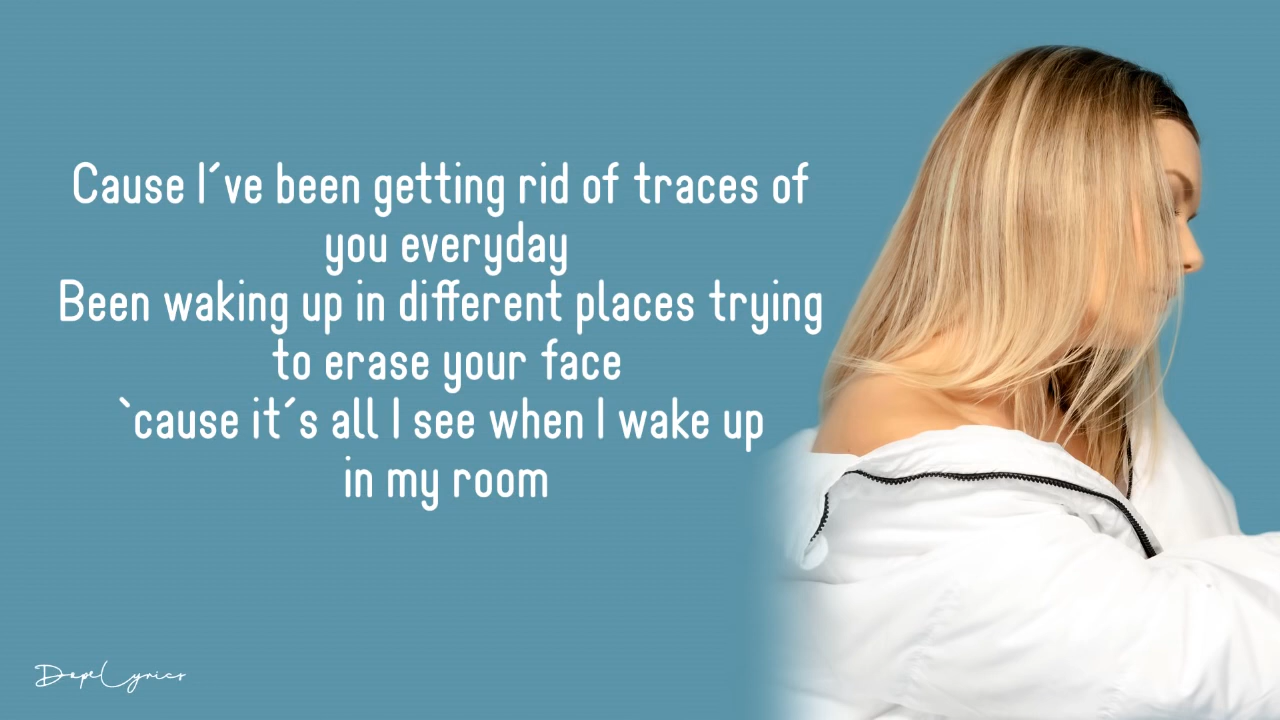 Cause I´ve been getting rid of traces of
you everyday
Been waking up in different places trying
to erase your face
`cause it´s all I see when I wake up
in my room
DopeLyrics